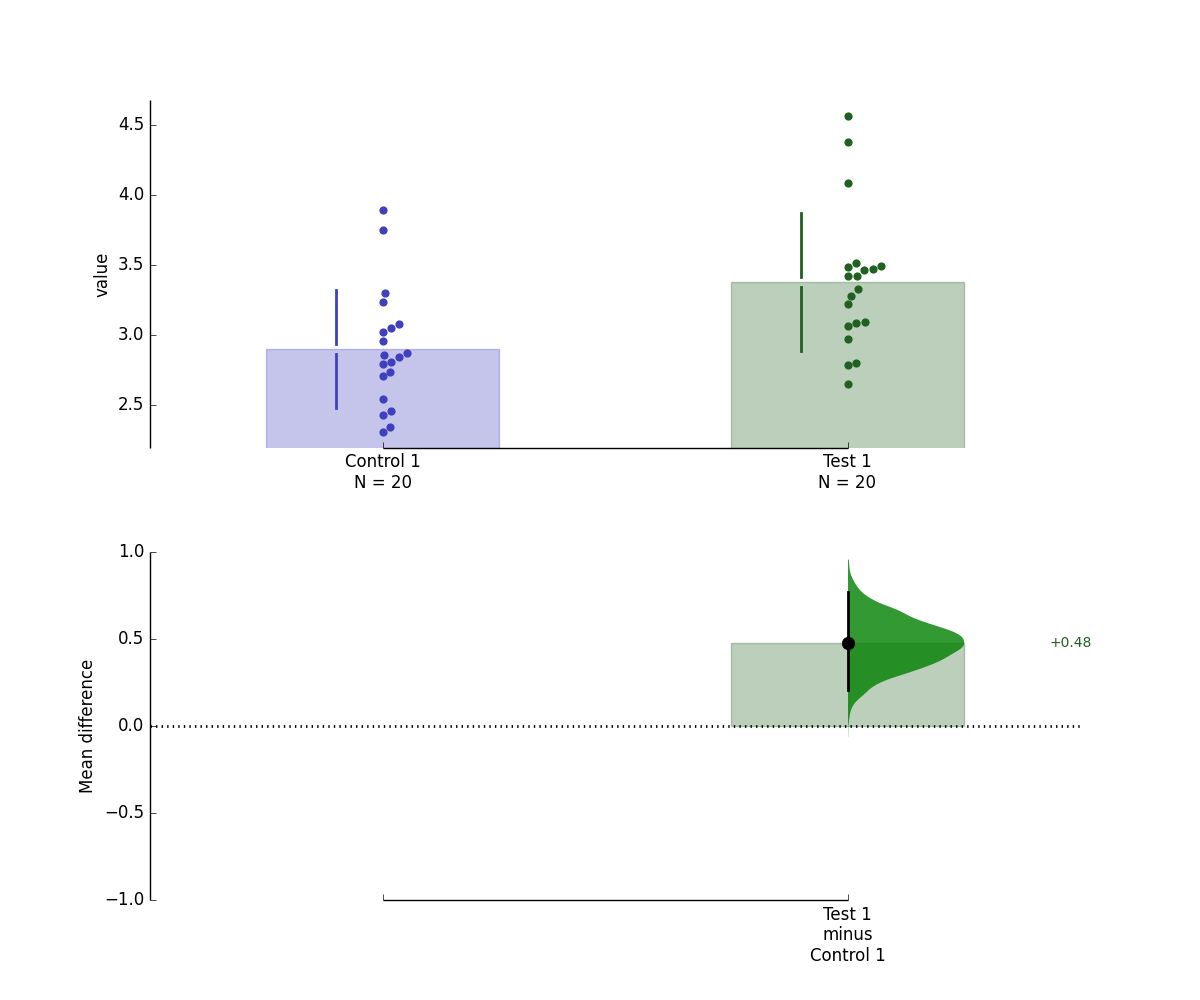 4.5
4.0
3.5
3.0
2.5
value
Control 1
N = 20
Test 1
N = 20
1.0
0.5
0.0
−0.5
−1.0
Mean difference
+0.48
Test 1
minus
Control 1